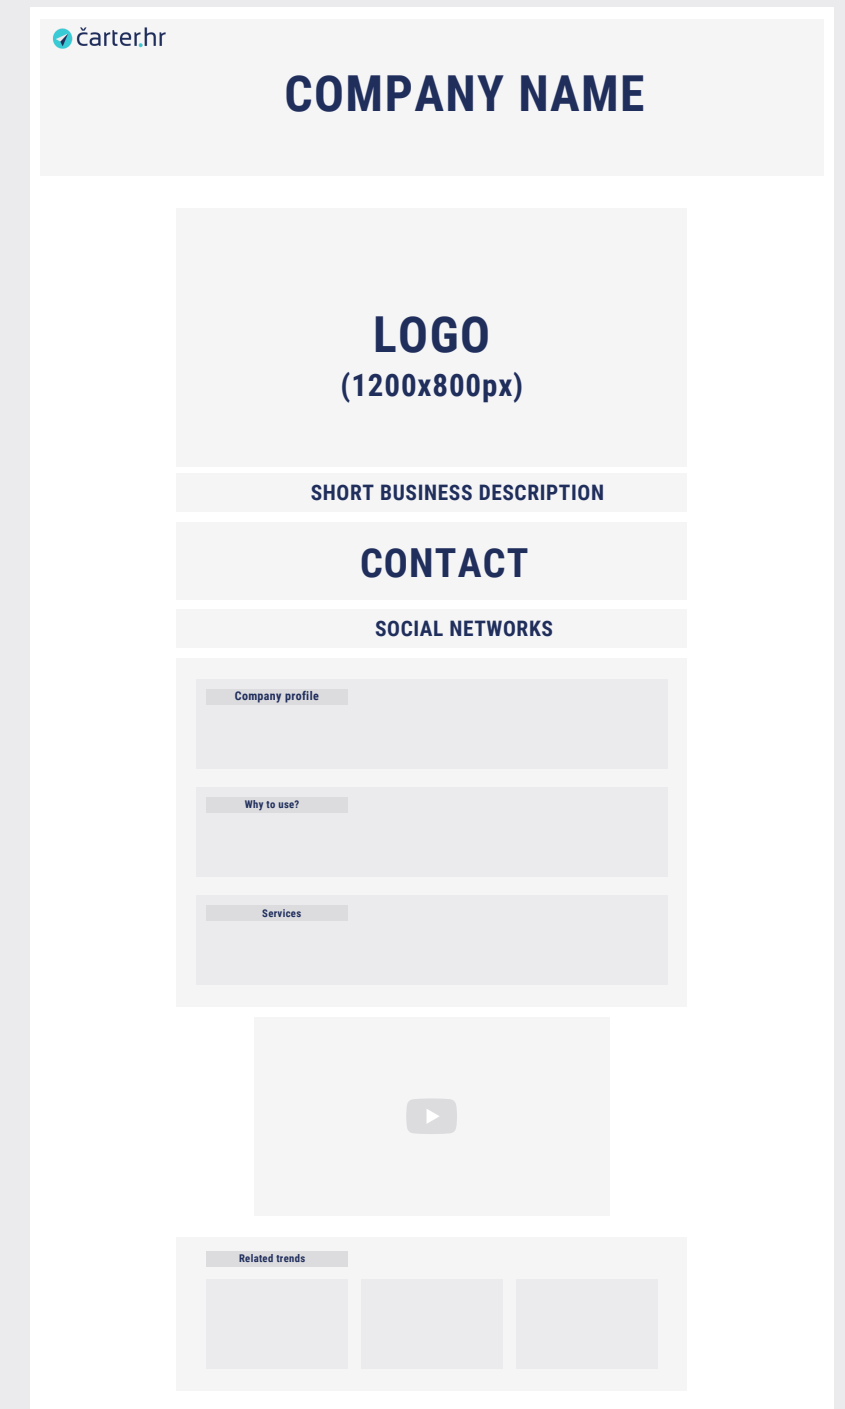 čarter.hr
COMPANY NAME
LOGO
(1200x800px)
SHORT BUSINESS DESCRIPTION
CONTACT
SOCIAL NETWORKS
Company profile
Why to use?
Services
Related trends